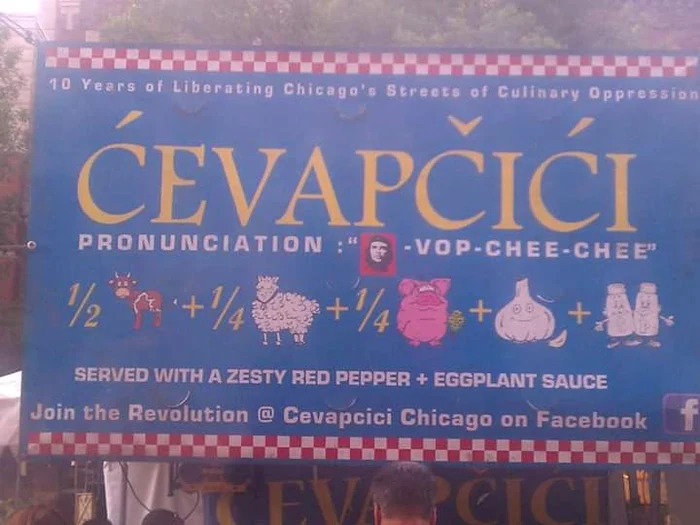 10 Years of Liberating Chicago's Streets of Culinary Oppression
ĆEVAPČIĆI
PRONUNCIATION :" -VOP-CHEE-CHEE"
1/2 + 1/4 + 1/4 + +
SERVED WITH A ZESTY RED PEPPER + EGGPLANT SAUCE
Join the Revolution @ Cevapcici Chicago on Facebook f
ĆEVAPČIĆI